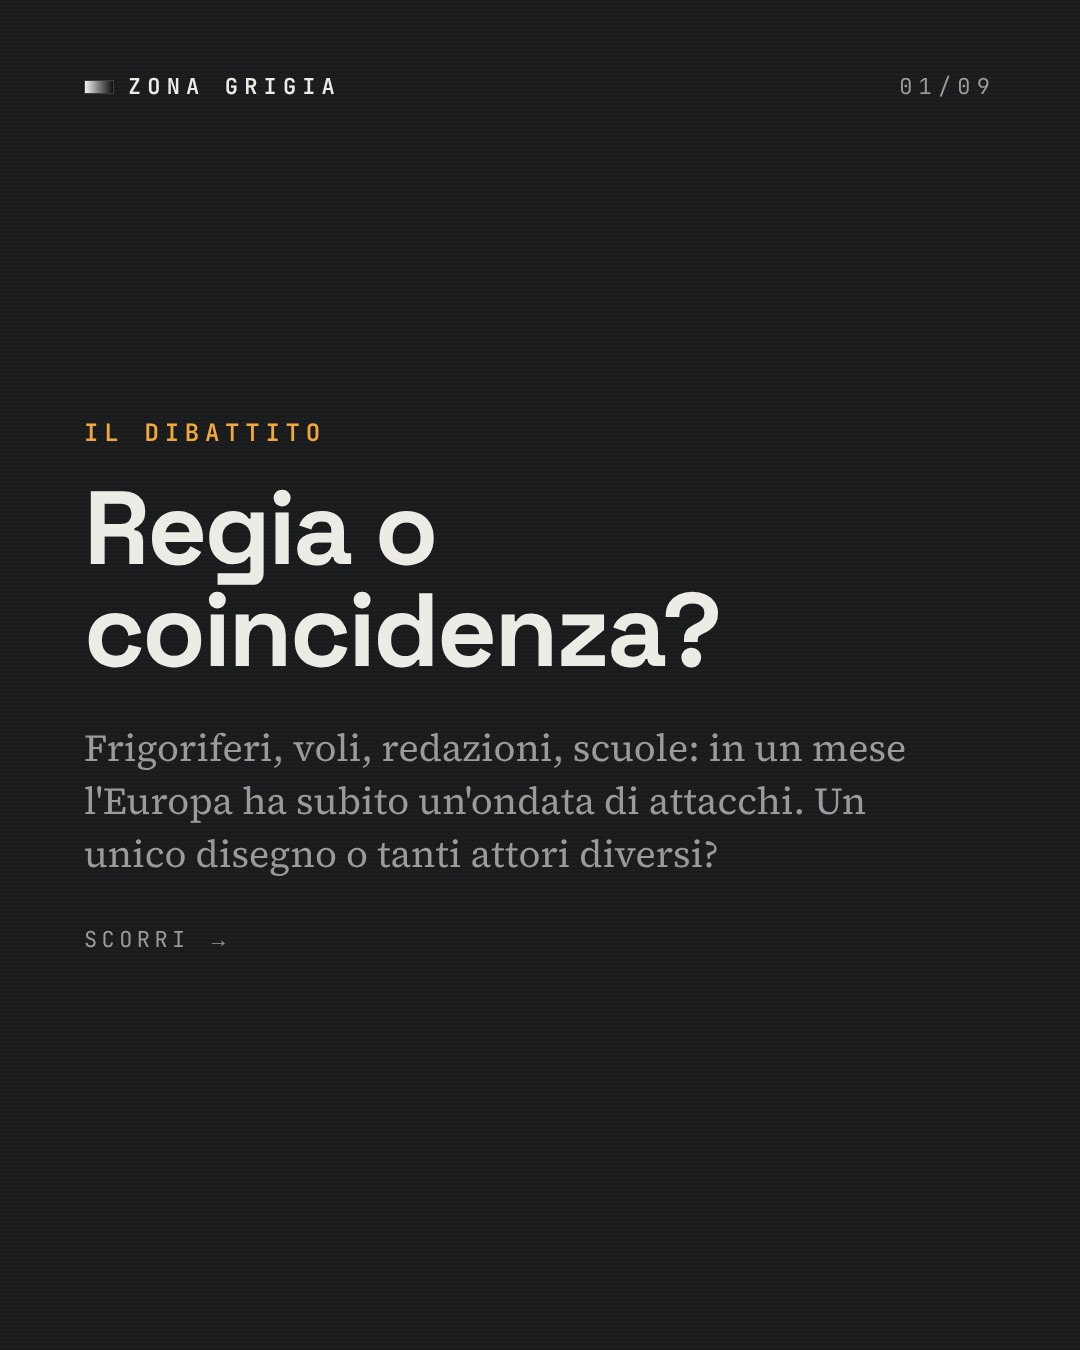 ZONA GRIGIA
01/09
IL DIBATTITO
Regia o
coincidenza?
Frigoriferi, voli, redazioni, scuole: in un mese
l'Europa ha subito un'ondata di attacchi. Un
unico disegno o tanti attori diversi?
SCORRI →